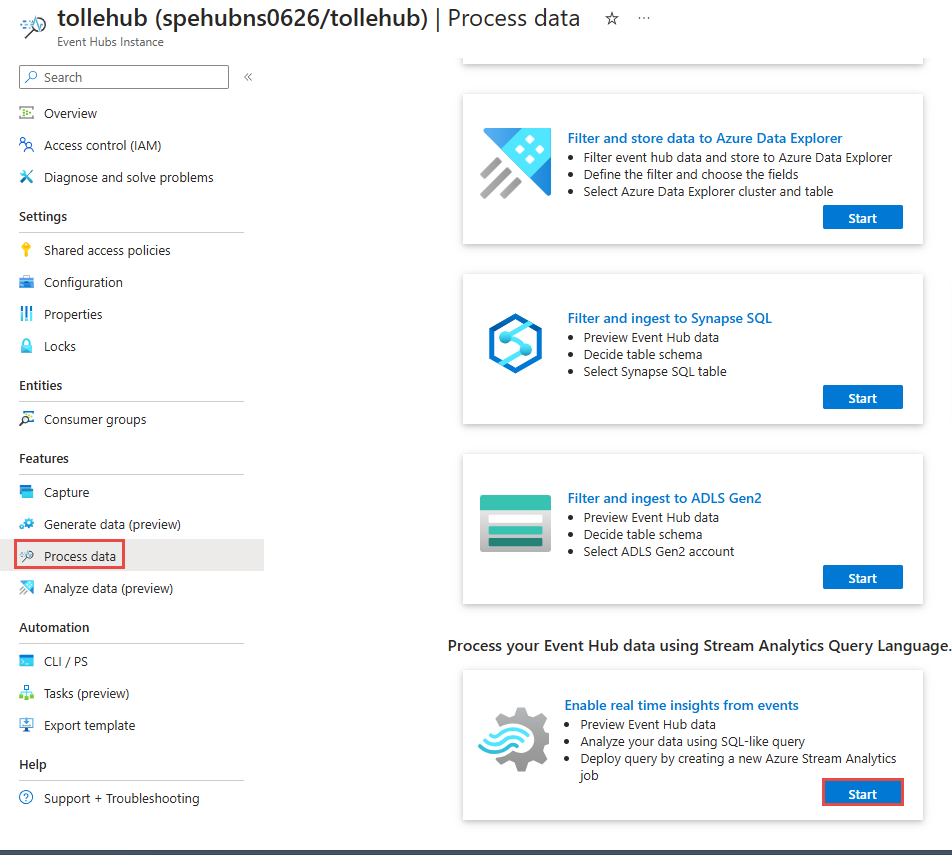 tollehub (spehubns0626/tollehub) | Process data ☆ ···
Event Hubs Instance
Search «
Overview
Access control (IAM)
Diagnose and solve problems
Settings
Shared access policies
Configuration
Properties
Locks
Entities
Consumer groups
Features
Capture
Generate data (preview)
Process data
Analyze data (preview)
Automation
CLI / PS
Tasks (preview)
Export template
Help
Support + Troubleshooting
Filter and store data to Azure Data Explorer
• Filter event hub data and store to Azure Data Explorer
• Define the filter and choose the fields
• Select Azure Data Explorer cluster and table
Start
Filter and ingest to Synapse SQL
• Preview Event Hub data
• Decide table schema
• Select Synapse SQL table
Start
Filter and ingest to ADLS Gen2
• Preview Event Hub data
• Decide table schema
• Select ADLS Gen2 account
Start
Process your Event Hub data using Stream Analytics Query Language.
Enable real time insights from events
• Preview Event Hub data
• Analyze your data using SQL-like query
• Deploy query by creating a new Azure Stream Analytics
job
Start